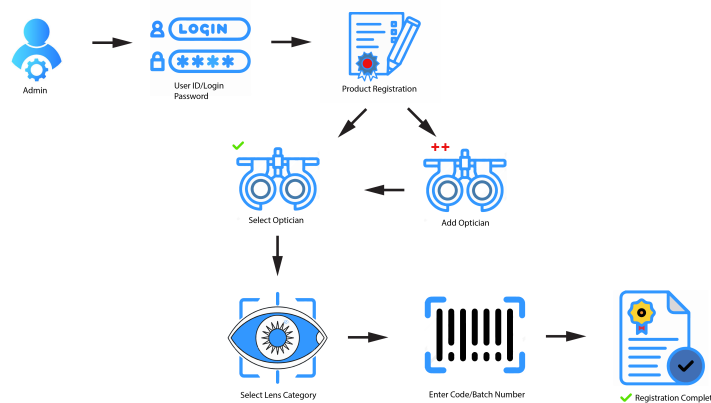 LOGIN
****
Admin
User ID/Login
Password
Product Registration
++
Select Optician
Add Optician
Select Lens Category
Enter Code/Batch Number
Registration Complet